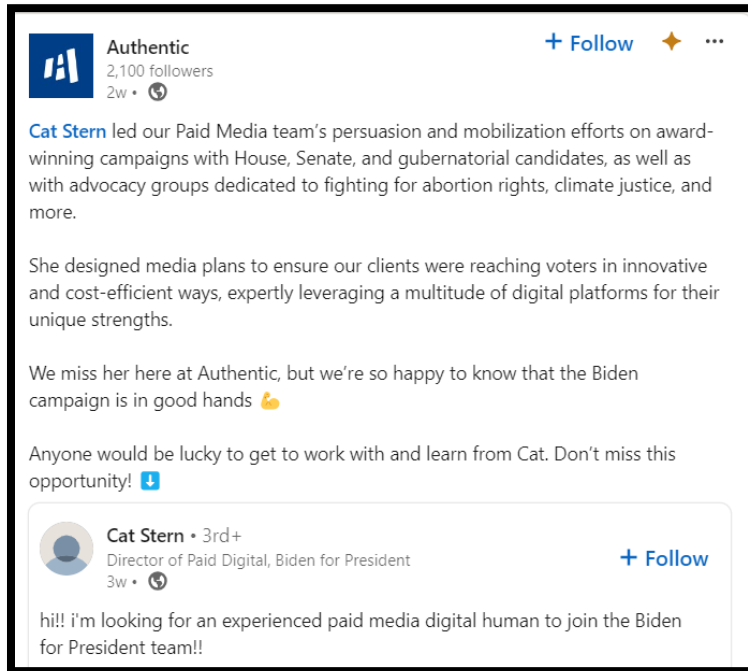 Authentic
+ Follow
2,100 followers
2w •
Cat Stern led our Paid Media team’s persuasion and mobilization efforts on award-
winning campaigns with House, Senate, and gubernatorial candidates, as well as
with advocacy groups dedicated to fighting for abortion rights, climate justice, and
more.
She designed media plans to ensure our clients were reaching voters in innovative
and cost-efficient ways, expertly leveraging a multitude of digital platforms for their
unique strengths.
We miss her here at Authentic, but we’re so happy to know that the Biden
campaign is in good hands 💪
Anyone would be lucky to get to work with and learn from Cat. Don’t miss this
opportunity! ⬇️
Cat Stern • 3rd+
Director of Paid Digital, Biden for President
+ Follow
3w •
hi!! i'm looking for an experienced paid media digital human to join the Biden
for President team!!